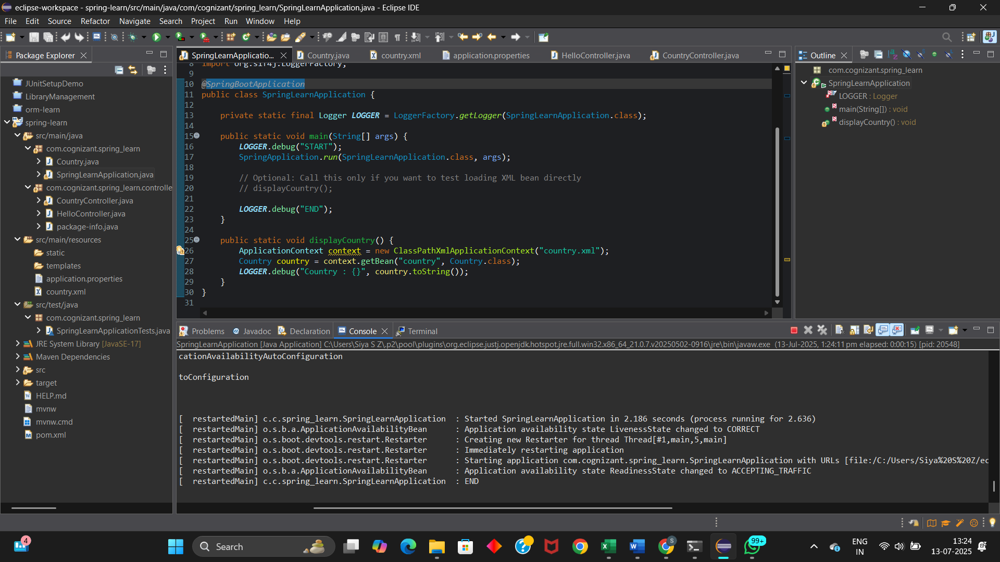 eclipse-workspace - spring-learn/src/main/java/com/cognizant/spring_learn/SpringLearnApplication.java - Eclipse IDE
File Edit Source Refactor Navigate Search Project Run Window Help
Package Explorer
JUnitSetupDemo
LibraryManagement
orm-learn
spring-learn
src/main/java
com.cognizant.spring_learn
Country.java
SpringLearnApplication.java
com.cognizant.spring_learn.controlle
CountryController.java
HelloController.java
package-info.java
src/main/resources
static
templates
application.properties
country.xml
src/test/java
com.cognizant.spring_learn
SpringLearnApplicationTests.java
JRE System Library [JavaSE-17]
Maven Dependencies
src
target
HELP.md
mvnw
mvnw.cmd
pom.xml
SpringLearnApplicatio... Country.java country.xml application.properties HelloController.java CountryController.java
8 import org.slf4j.LoggerFactory;
9
10 @SpringBootApplication
11 public class SpringLearnApplication {
12
13 private static final Logger LOGGER = LoggerFactory.getLogger(SpringLearnApplication.class);
14
15 public static void main(String[] args) {
16 LOGGER.debug("START");
17 SpringApplication.run(SpringLearnApplication.class, args);
18
19 // Optional: Call this only if you want to test loading XML bean directly
20 // displayCountry();
21
22 LOGGER.debug("END");
23 }
24
25 public static void displayCountry() {
26 ApplicationContext context = new ClassPathXmlApplicationContext("country.xml");
27 Country country = context.getBean("country", Country.class);
28 LOGGER.debug("Country : {}", country.toString());
29 }
30 }
31
Outline
com.cognizant.spring_learn
SpringLearnApplication
LOGGER : Logger
main(String[]) : void
displayCountry() : void
Problems Javadoc Declaration Console Terminal
SpringLearnApplication [Java Application] C:\Users\Siya S Z\.p2\pool\plugins\org.eclipse.justj.openjdk.hotspot.jre.full.win32.x86_64_21.0.7.v20250502-0916\jre\bin\javaw.exe (13-Jul-2025, 1:24:11 pm elapsed: 0:00:15) [pid: 20548]
cationAvailabilityAutoConfiguration
toConfiguration
[ restartedMain] c.c.spring_learn.SpringLearnApplication : Started SpringLearnApplication in 2.186 seconds (process running for 2.636)
[ restartedMain] o.s.b.a.ApplicationAvailabilityBean : Application availability state LivenessState changed to CORRECT
[ restartedMain] o.s.boot.devtools.restart.Restarter : Creating new Restarter for thread Thread[#1,main,5,main]
[ restartedMain] o.s.boot.devtools.restart.Restarter : Immediately restarting application
[ restartedMain] o.s.boot.devtools.restart.Restarter : Starting application com.cognizant.spring_learn.SpringLearnApplication with URLs [file:/C:/Users/Siya%20S%20Z/ec
[ restartedMain] o.s.b.a.ApplicationAvailabilityBean : Application availability state ReadinessState changed to ACCEPTING_TRAFFIC
[ restartedMain] c.c.spring_learn.SpringLearnApplication : END
4
Search
S
99+
ENG
IN
13:24
13-07-2025